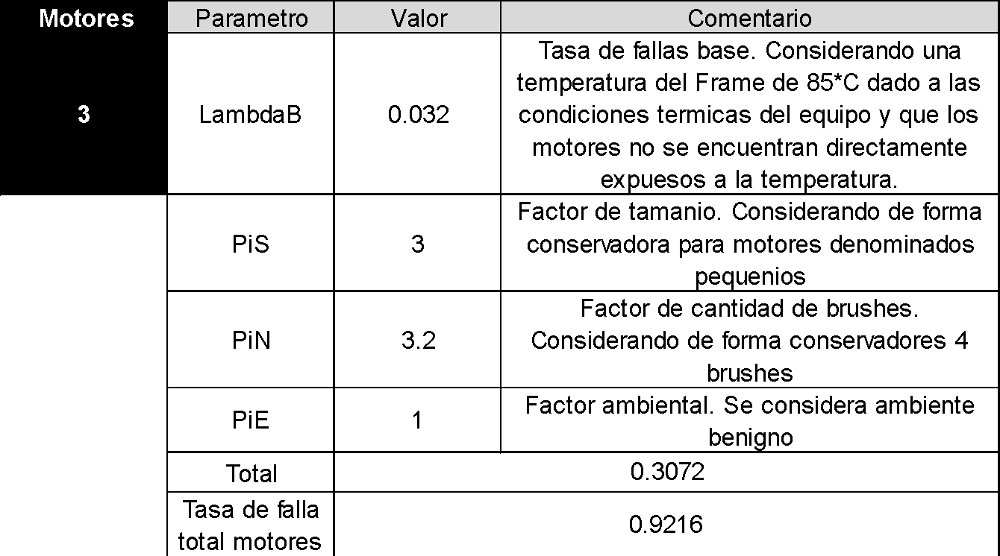 Motores Parametro Valor Comentario
3 LambdaB 0.032
Tasa de fallas base. Considerando una
temperatura del Frame de 85*C dado a las
condiciones termicas del equipo y que los
motores no se encuentran directamente
expuesos a la temperatura.
PiS 3
Factor de tamanio. Considerando de forma
conservadora para motores denominados
pequenios
PiN 3.2
Factor de cantidad de brushes.
Considerando de forma conservadores 4
brushes
PiE 1
Factor ambiental. Se considera ambiente
benigno
Total 0.3072
Tasa de falla
total motores
0.9216